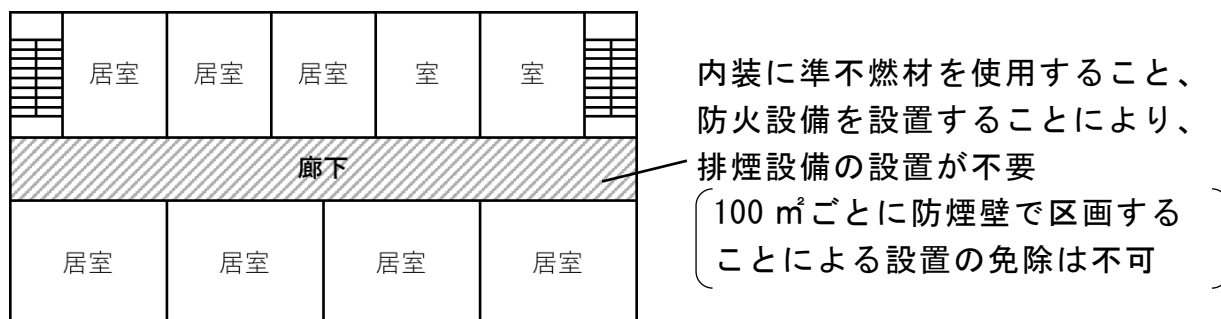 居室
居室
居室
室
室
廊下
居室
居室
居室
居室
内装に準不燃材を使用すること、
防火設備を設置することにより、
排煙設備の設置が不要
100 ㎡ごとに防煙壁で区画する
ことによる設置の免除は不可